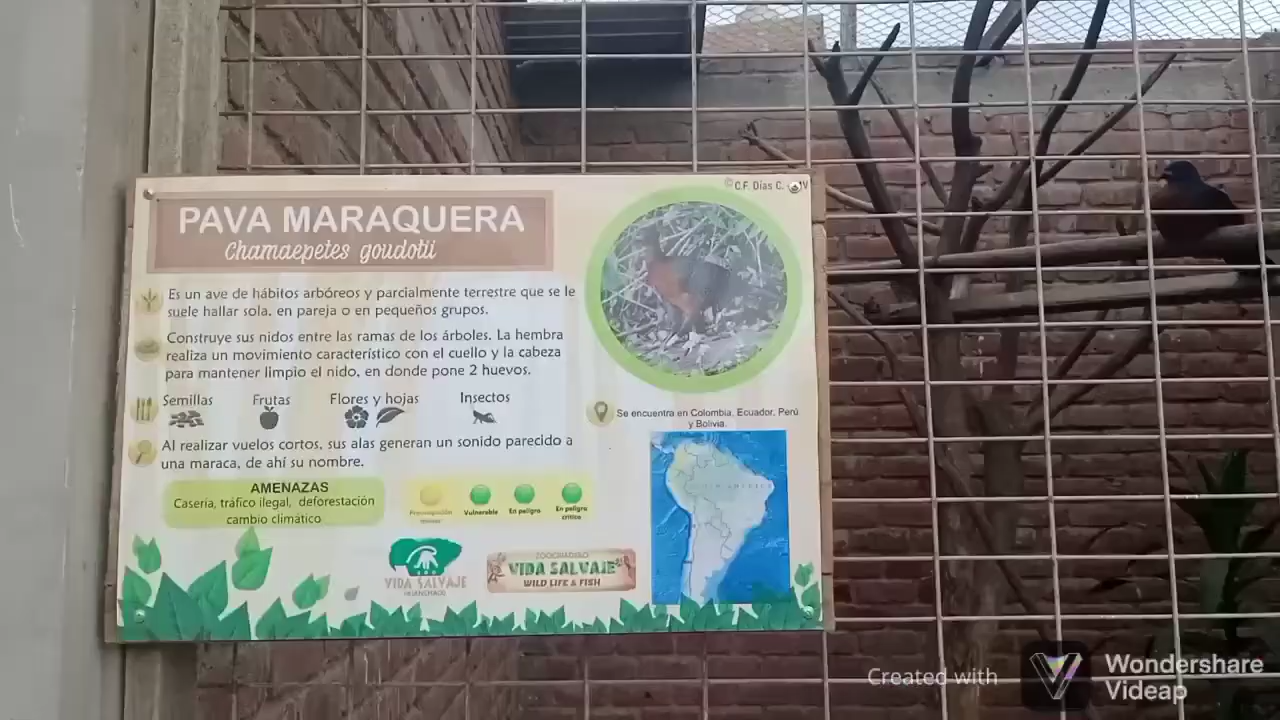 © C.F. Días C.
PAVA MARAQUERA
Chamaepetes goudotii
Es un ave de hábitos arbóreos y parcialmente terrestre que se le
suele hallar sola, en pareja o en pequeños grupos.
Construye sus nidos entre las ramas de los árboles. La hembra
realiza un movimiento característico con el cuello y la cabeza
para mantener limpio el nido, en donde pone 2 huevos.
Semillas Frutas Flores y hojas Insectos
Al realizar vuelos cortos, sus alas generan un sonido parecido a
una maraca, de ahí su nombre.
AMENAZAS
Casería, tráfico ilegal, deforestación
cambio climático
Preocupación
menor
Vulnerable
En peligro
En peligro
crítico
Se encuentra en Colombia, Ecuador, Perú
y Bolivia.
VIDA SALVAJE
HUANCHACO
ZOOCRIADERO
VIDA SALVAJE
WILD LIFE & FISH
Created with
Wondershare
Videap